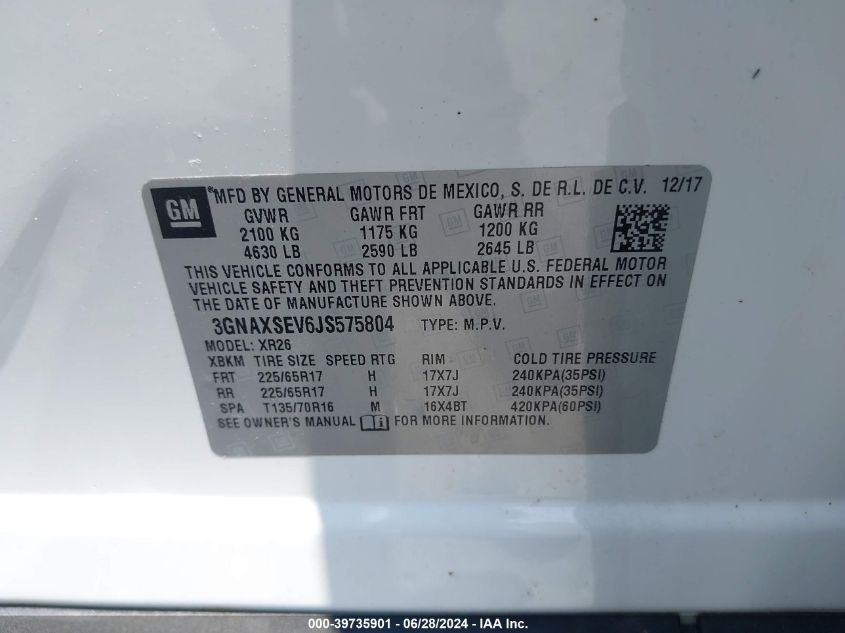 GM ®MFD BY GENERAL MOTORS DE MEXICO, S. DE R.L. DE C.V. 12/17
GVWR GAWR FRT GAWR RR
2100 KG 1175 KG 1200 KG
4630 LB 2590 LB 2645 LB
THIS VEHICLE CONFORMS TO ALL APPLICABLE U.S. FEDERAL MOTOR
VEHICLE SAFETY AND THEFT PREVENTION STANDARDS IN EFFECT ON
THE DATE OF MANUFACTURE SHOWN ABOVE.
3GNAXSEV6JS575804 TYPE: M.P.V.
MODEL: XR26
XBKM TIRE SIZE SPEED RTG RIM COLD TIRE PRESSURE
FRT 225/65R17 H 17X7J 240KPA(35PSI)
RR 225/65R17 H 17X7J 240KPA(35PSI)
SPA T135/70R16 M 16X4BT 420KPA(60PSI)
SEE OWNER'S MANUAL FOR MORE INFORMATION.
000-39735901 - 06/28/2024 - IAA Inc.